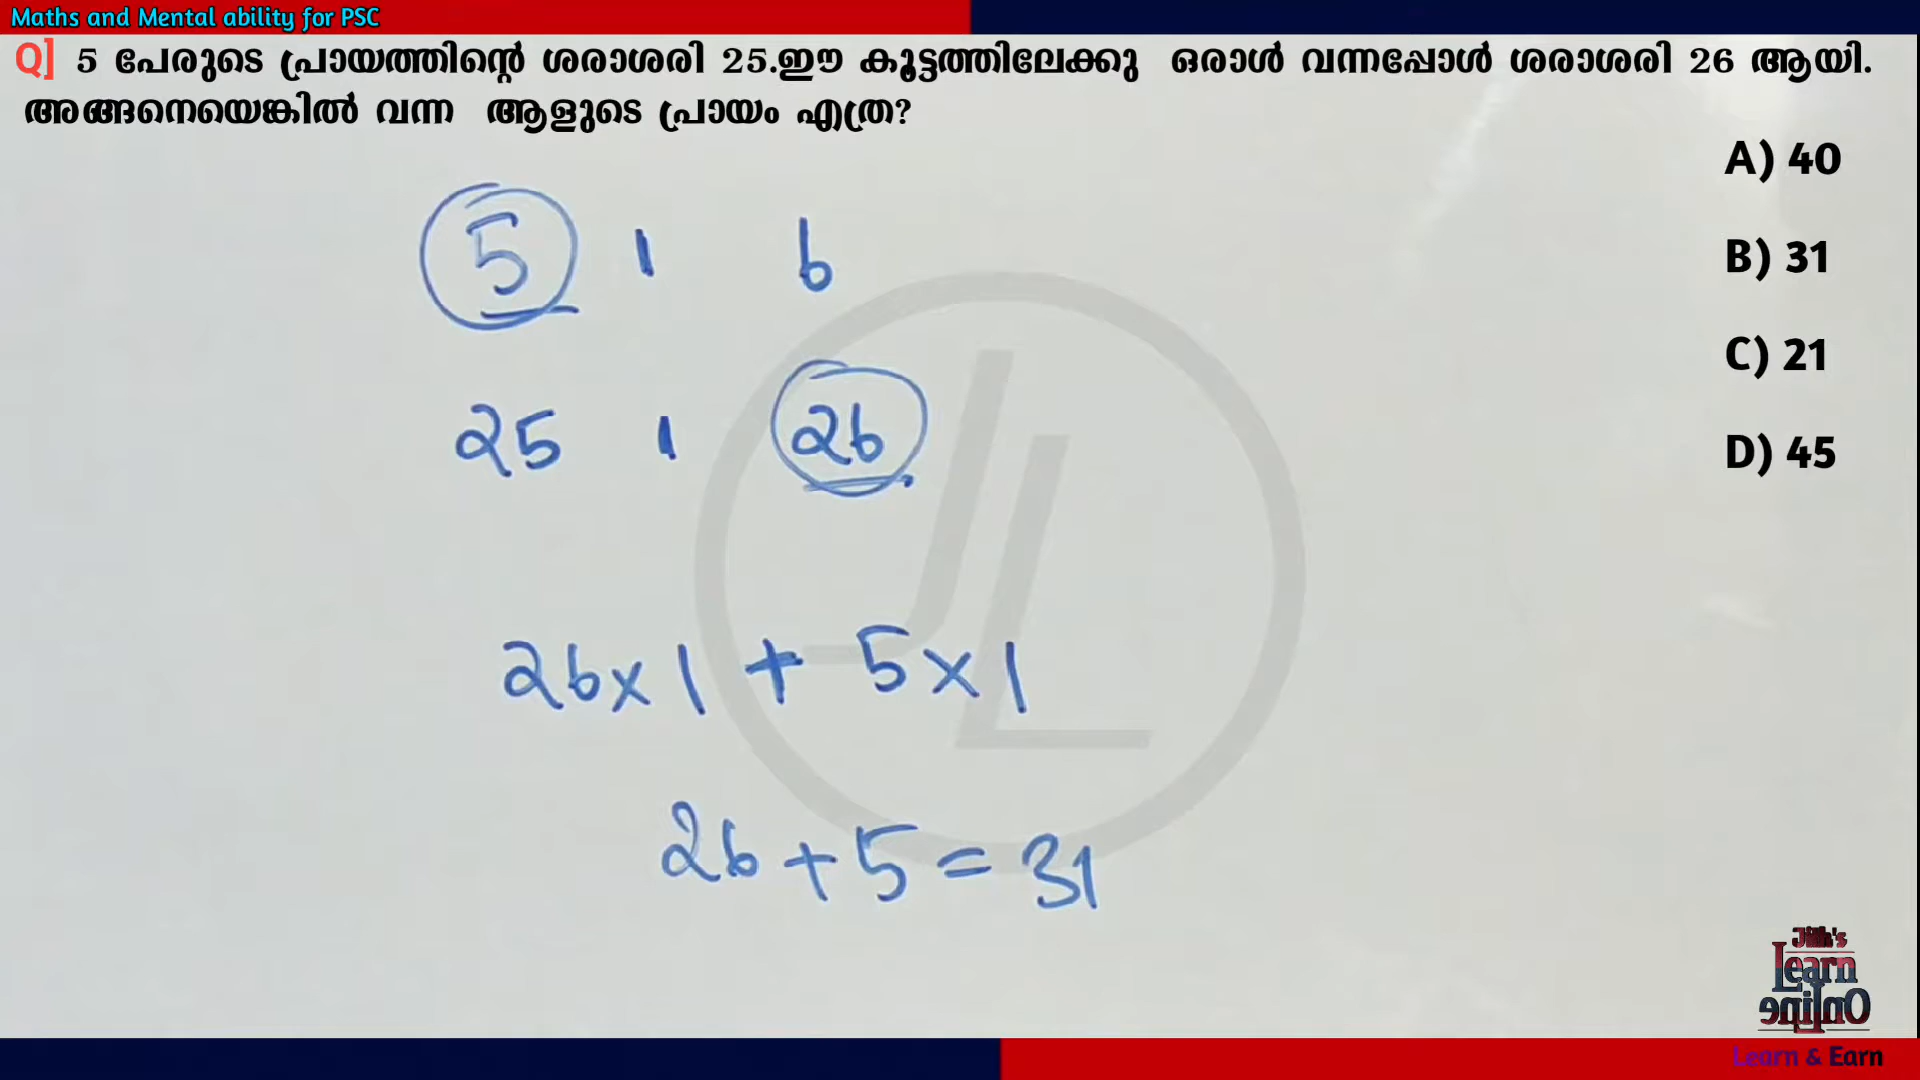 Maths and Mental ability for PSC
Q] 5 പേരുടെ പ്രായത്തിന്റെ ശരാശരി 25.ഈ കൂട്ടത്തിലേക്കു ഒരാൾ വന്നപ്പോൾ ശരാശരി 26 ആയി.
അങ്ങനെയെങ്കിൽ വന്ന ആളുടെ പ്രായം എത്ര?
A) 40
B) 31
C) 21
D) 45
5 1 6
25 1 26
26x1 + 5x1
26+5=31
JL
Jith's
Learn
Online
Learn & Earn